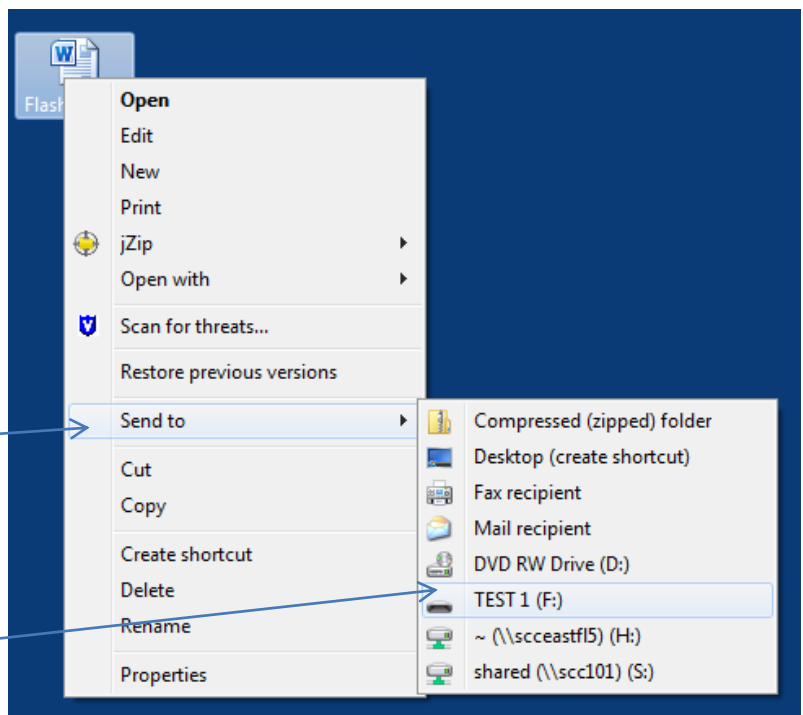 W
Flash
Open
Edit
New
Print
jZip
Open with
Scan for threats...
Restore previous versions
Send to
Cut
Copy
Create shortcut
Delete
Rename
Properties
Compressed (zipped) folder
Desktop (create shortcut)
Fax recipient
Mail recipient
DVD RW Drive (D:)
TEST 1 (F:)
~ (\\scceastfl5) (H:)
shared (\\scc101) (S:)